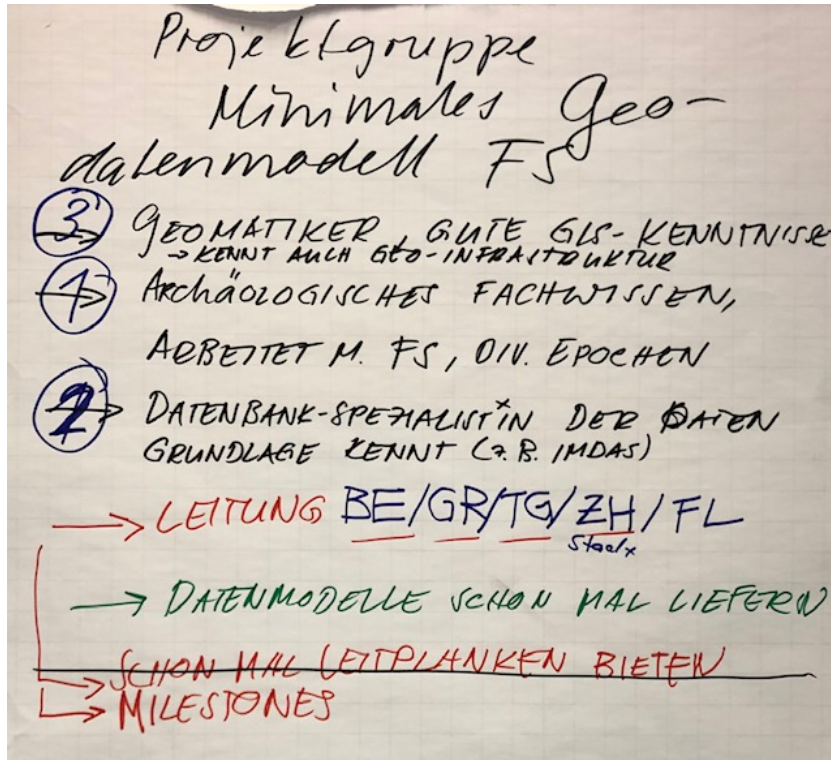 Projektgruppe
Minimales Geo-
datenmodell FS
③ → GEOMATIKER, GUTE GIS-KENNTNISSE
→ KENNT AUCH GEO-INFRASTRUKTUR
① → ARCHÄOLOGISCHES FACHWISSEN,
ARBEITET M. FS, DIV. EPOCHEN
② → DATENBANK-SPEZIALIST*IN DER DATEN
GRUNDLAGE KENNT (Z.B. IMDAS)
→ LEITUNG BE/GR/TG/ZH/FL
→ DATENMODELLE SCHON MAL LIEFERN
→ SCHON MAL LEITPLANKEN BIETEN
→ MILESTONES